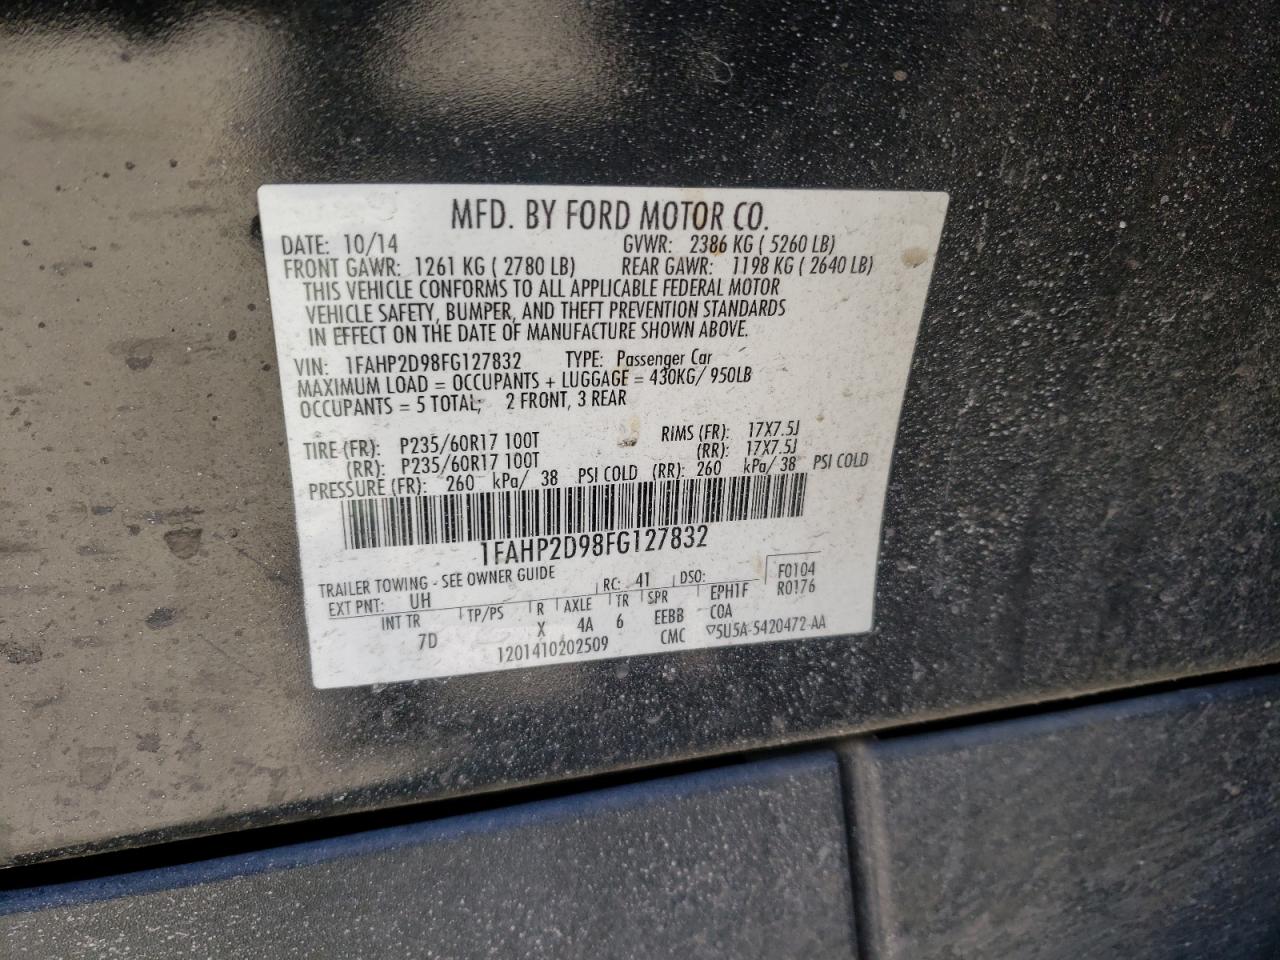 MFD. BY FORD MOTOR CO.
DATE: 10/14 GVWR: 2386 KG ( 5260 LB)
FRONT GAWR: 1261 KG ( 2780 LB) REAR GAWR: 1198 KG ( 2640 LB)
THIS VEHICLE CONFORMS TO ALL APPLICABLE FEDERAL MOTOR
VEHICLE SAFETY, BUMPER, AND THEFT PREVENTION STANDARDS
IN EFFECT ON THE DATE OF MANUFACTURE SHOWN ABOVE.
VIN: 1FAHP2D98FG127832 TYPE: Passenger Car
MAXIMUM LOAD = OCCUPANTS + LUGGAGE = 430KG/ 950LB
OCCUPANTS = 5 TOTAL; 2 FRONT, 3 REAR
TIRE (FR): P235/60R17 100T RIMS (FR): 17X7.5J
(RR): P235/60R17 100T (RR): 17X7.5J
PRESSURE (FR): 260 kPa/ 38 PSI COLD (RR): 260 kPa/ 38 PSI COLD
1FAHP2D98FG127832
TRAILER TOWING - SEE OWNER GUIDE RC: 41 DSO: F0104
EXT PNT: UH R0176
INT TR TP/PS R AXLE TR SPR EPH1F
7D X 4A 6 EEBB COA
1201410202509 CMC ▽5U5A-5420472-AA